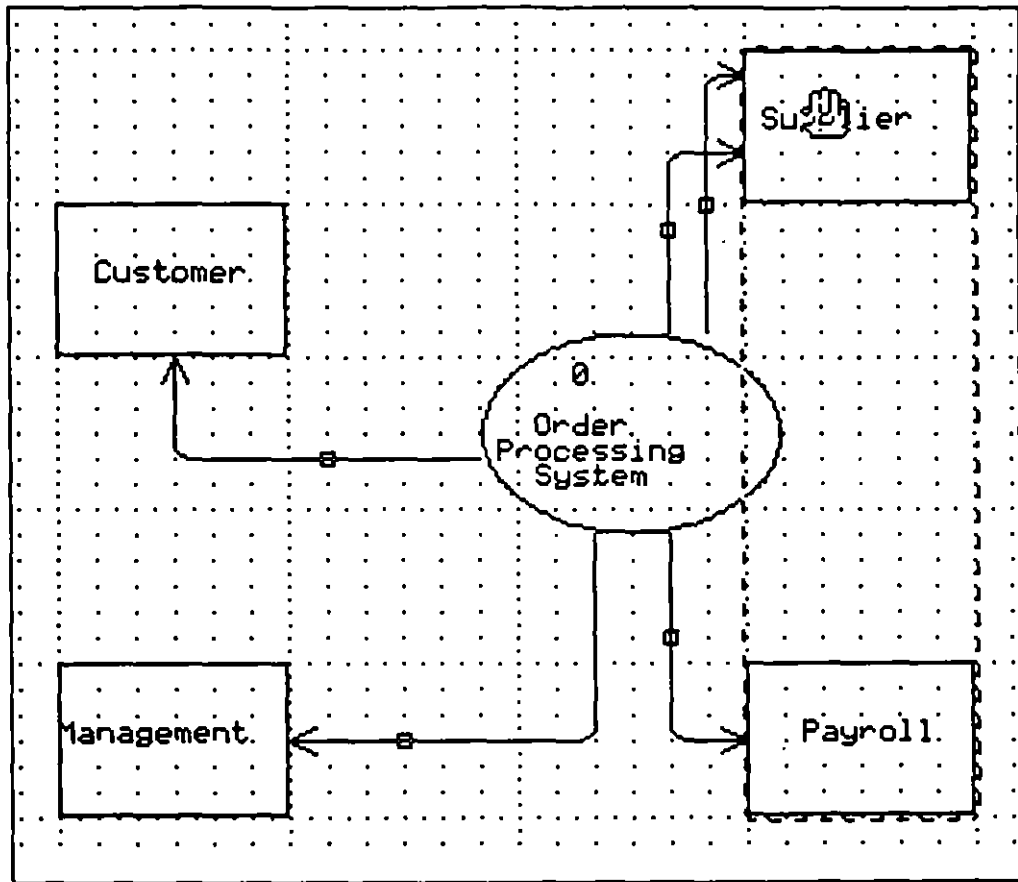 Customer
0
Order
Processing
System
Management
Payroll